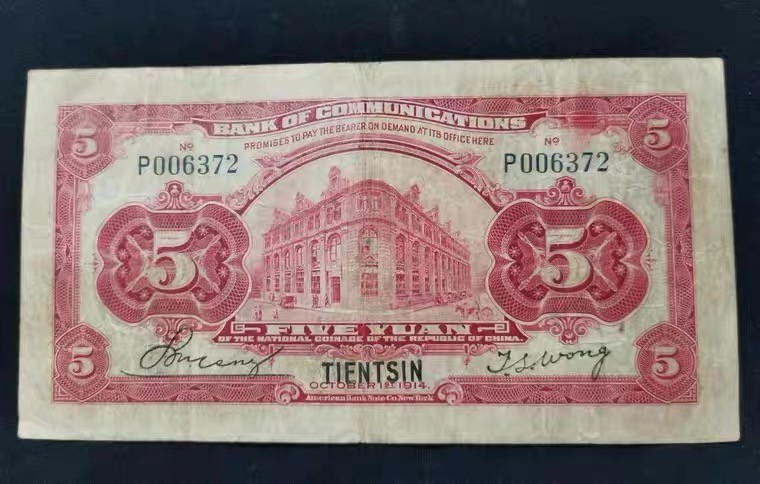 BANK OF COMMUNICATIONS
PROMISES TO PAY THE BEARER ON DEMAND AT ITS OFFICE HERE
5 5
Nº Nº
P006372 P006372
5 5
FIVE YUAN
OF THE NATIONAL COINAGE OF THE REPUBLIC OF CHINA.
T.S. Wong
5 5
TIENTSIN
OCTOBER 1ST 1914.
American Bank Note Co. New York